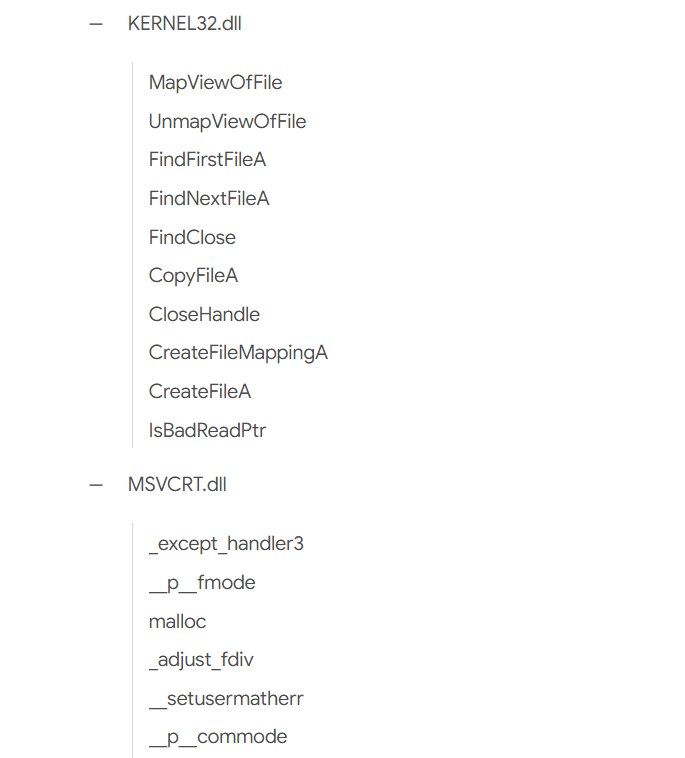 — KERNEL32.dll
MapViewOfFile
UnmapViewOfFile
FindFirstFileA
FindNextFileA
FindClose
CopyFileA
CloseHandle
CreateFileMappingA
CreateFileA
IsBadReadPtr
— MSVCRT.dll
_except_handler3
__p__fmode
malloc
_adjust_fdiv
__setusermatherr
__p__commode